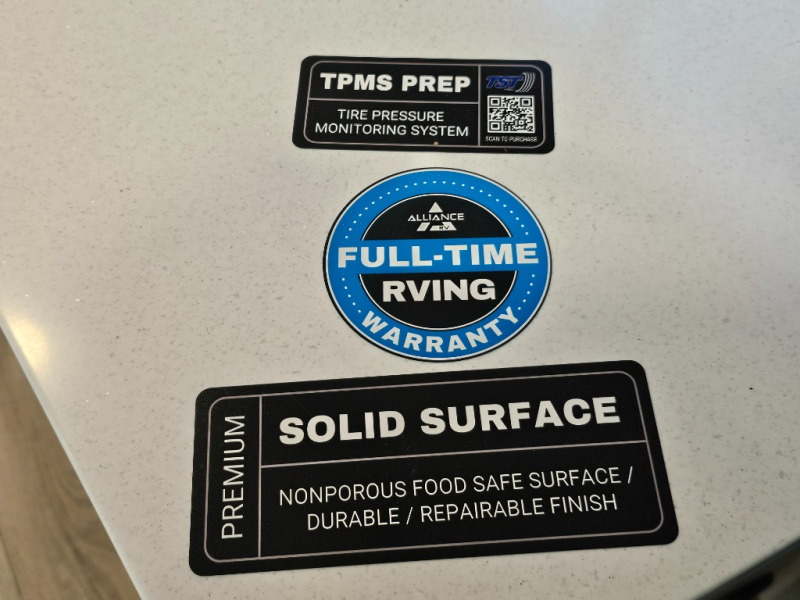 TPMS PREP
TIRE PRESSURE
MONITORING SYSTEM
TST
SCAN TO PURCHASE
ALLIANCE
RV
FULL-TIME
RVING
WARRANTY
PREMIUM
SOLID SURFACE
NONPOROUS FOOD SAFE SURFACE /
DURABLE / REPAIRABLE FINISH